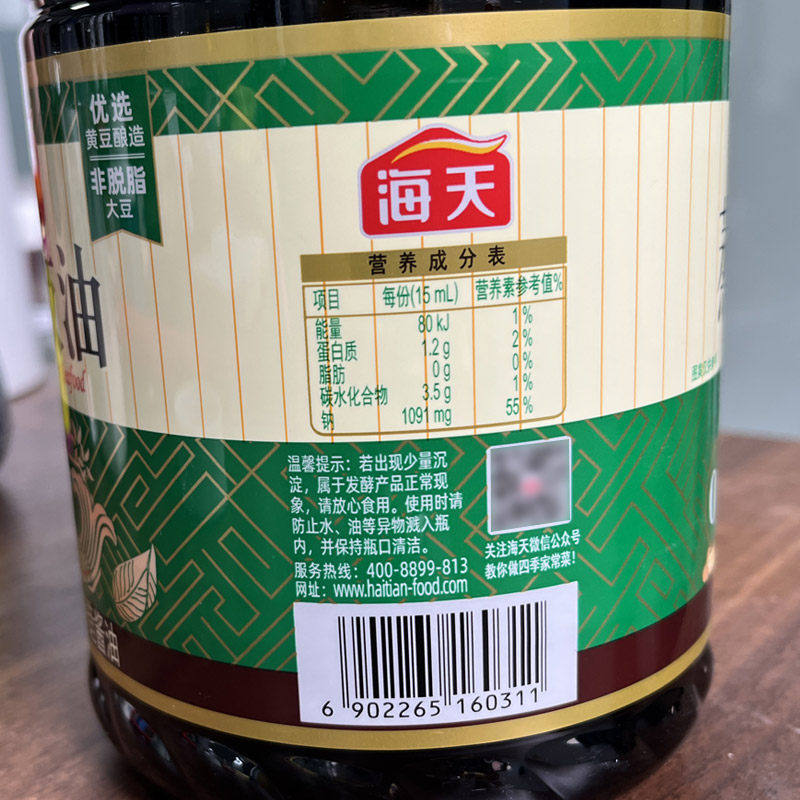 优选
黄豆酿造
非脱脂
大豆
油
海天
营养成分表
项目 每份(15 mL) 营养素参考值%
能量 80 kJ 1%
蛋白质 1.2 g 2%
脂肪 0 g 0%
碳水化合物 3.5 g 1%
钠 1091 mg 55%
温馨提示：若出现少量沉
淀，属于发酵产品正常现
象，请放心食用。使用时请
防止水、油等异物溅入瓶
内，并保持瓶口清洁。
服务热线：400-8899-813
网址：www.haitian-food.com
关注海天微信公众号
教你做四季家常菜！
酱油
6 902265 160311